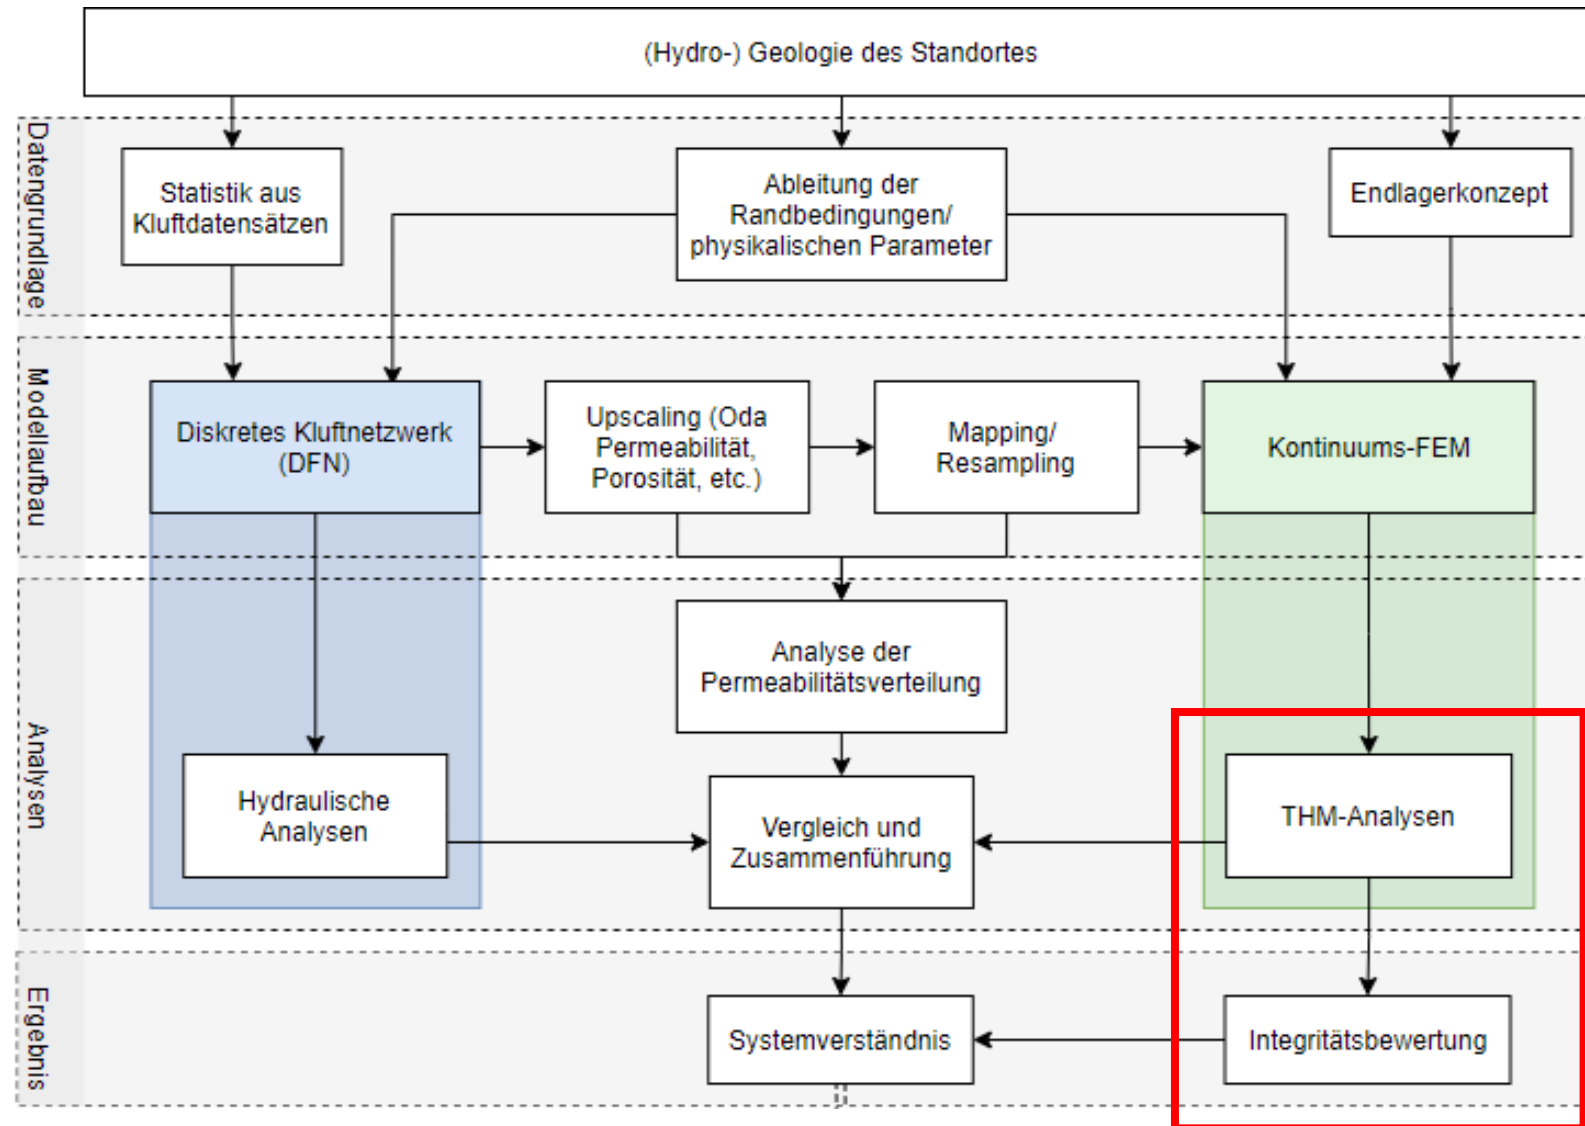 (Hydro-) Geologie des Standortes
Datengrundlage
Statistik aus
Kluftdatensätzen
Ableitung der
Randbedingungen/
physikalischen Parameter
Endlagerkonzept
Modellaufbau
Diskretes Kluftnetzwerk
(DFN)
Upscaling (Oda
Permeabilität,
Porosität, etc.)
Mapping/
Resampling
Kontinuums-FEM
Analysen
Analyse der
Permeabilitätsverteilung
Hydraulische
Analysen
Vergleich und
Zusammenführung
THM-Analysen
Ergebnis
Systemverständnis
Integritätsbewertung